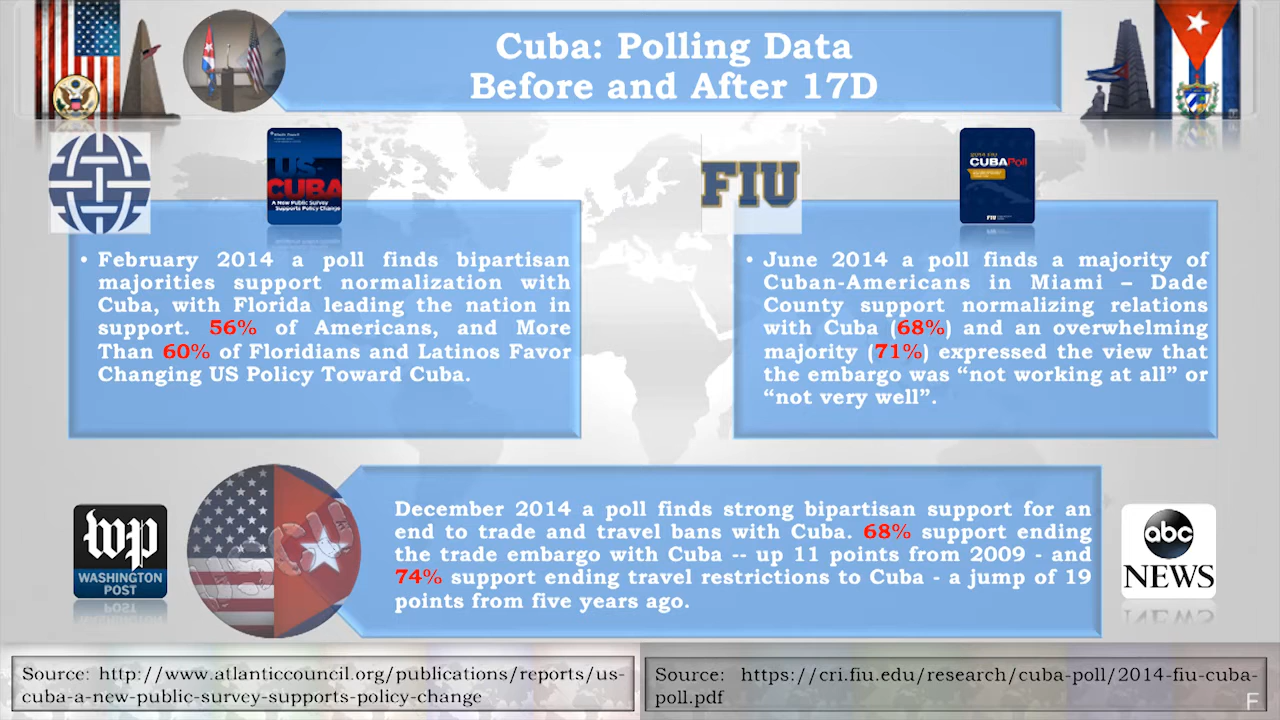 Cuba: Polling Data
Before and After 17D
Atlantic Council
US-
CUBA
A New Public Survey
Supports Policy Change
FIU
2014 FIU
CUBAPoll
FIU
• February 2014 a poll finds bipartisan
majorities support normalization with
Cuba, with Florida leading the nation in
support. 56% of Americans, and More
Than 60% of Floridians and Latinos Favor
Changing US Policy Toward Cuba.
• June 2014 a poll finds a majority of
Cuban-Americans in Miami – Dade
County support normalizing relations
with Cuba (68%) and an overwhelming
majority (71%) expressed the view that
the embargo was “not working at all” or
“not very well”.
wp
WASHINGTON
POST
December 2014 a poll finds strong bipartisan support for an
end to trade and travel bans with Cuba. 68% support ending
the trade embargo with Cuba -- up 11 points from 2009 - and
74% support ending travel restrictions to Cuba - a jump of 19
points from five years ago.
abc
NEWS
Source: http://www.atlanticcouncil.org/publications/reports/us-
cuba-a-new-public-survey-supports-policy-change
Source: https://cri.fiu.edu/research/cuba-poll/2014-fiu-cuba-
poll.pdf
F